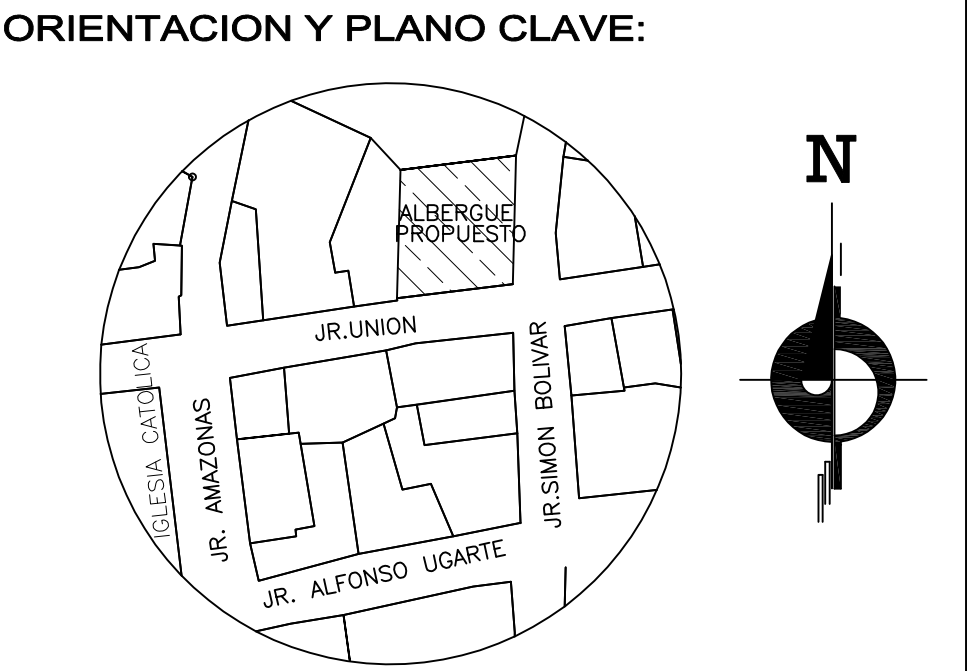 ORIENTACION Y PLANO CLAVE:
N
ALBERGUE
PROPUESTO
JR.UNION
IGLESIA CATOLICA
JR. AMAZONAS
JR.SIMON BOLIVAR
JR. ALFONSO UGARTE